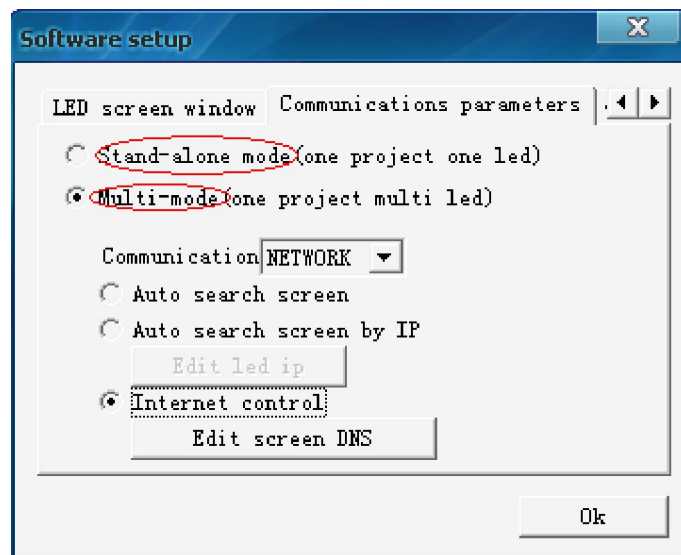 Software setup
LED screen window Communications parameters
Stand-alone mode(one project one led)
Multi-mode(one project multi led)
Communication NETWORK
Auto search screen
Auto search screen by IP
Edit led ip
Internet control
Edit screen DNS
Ok